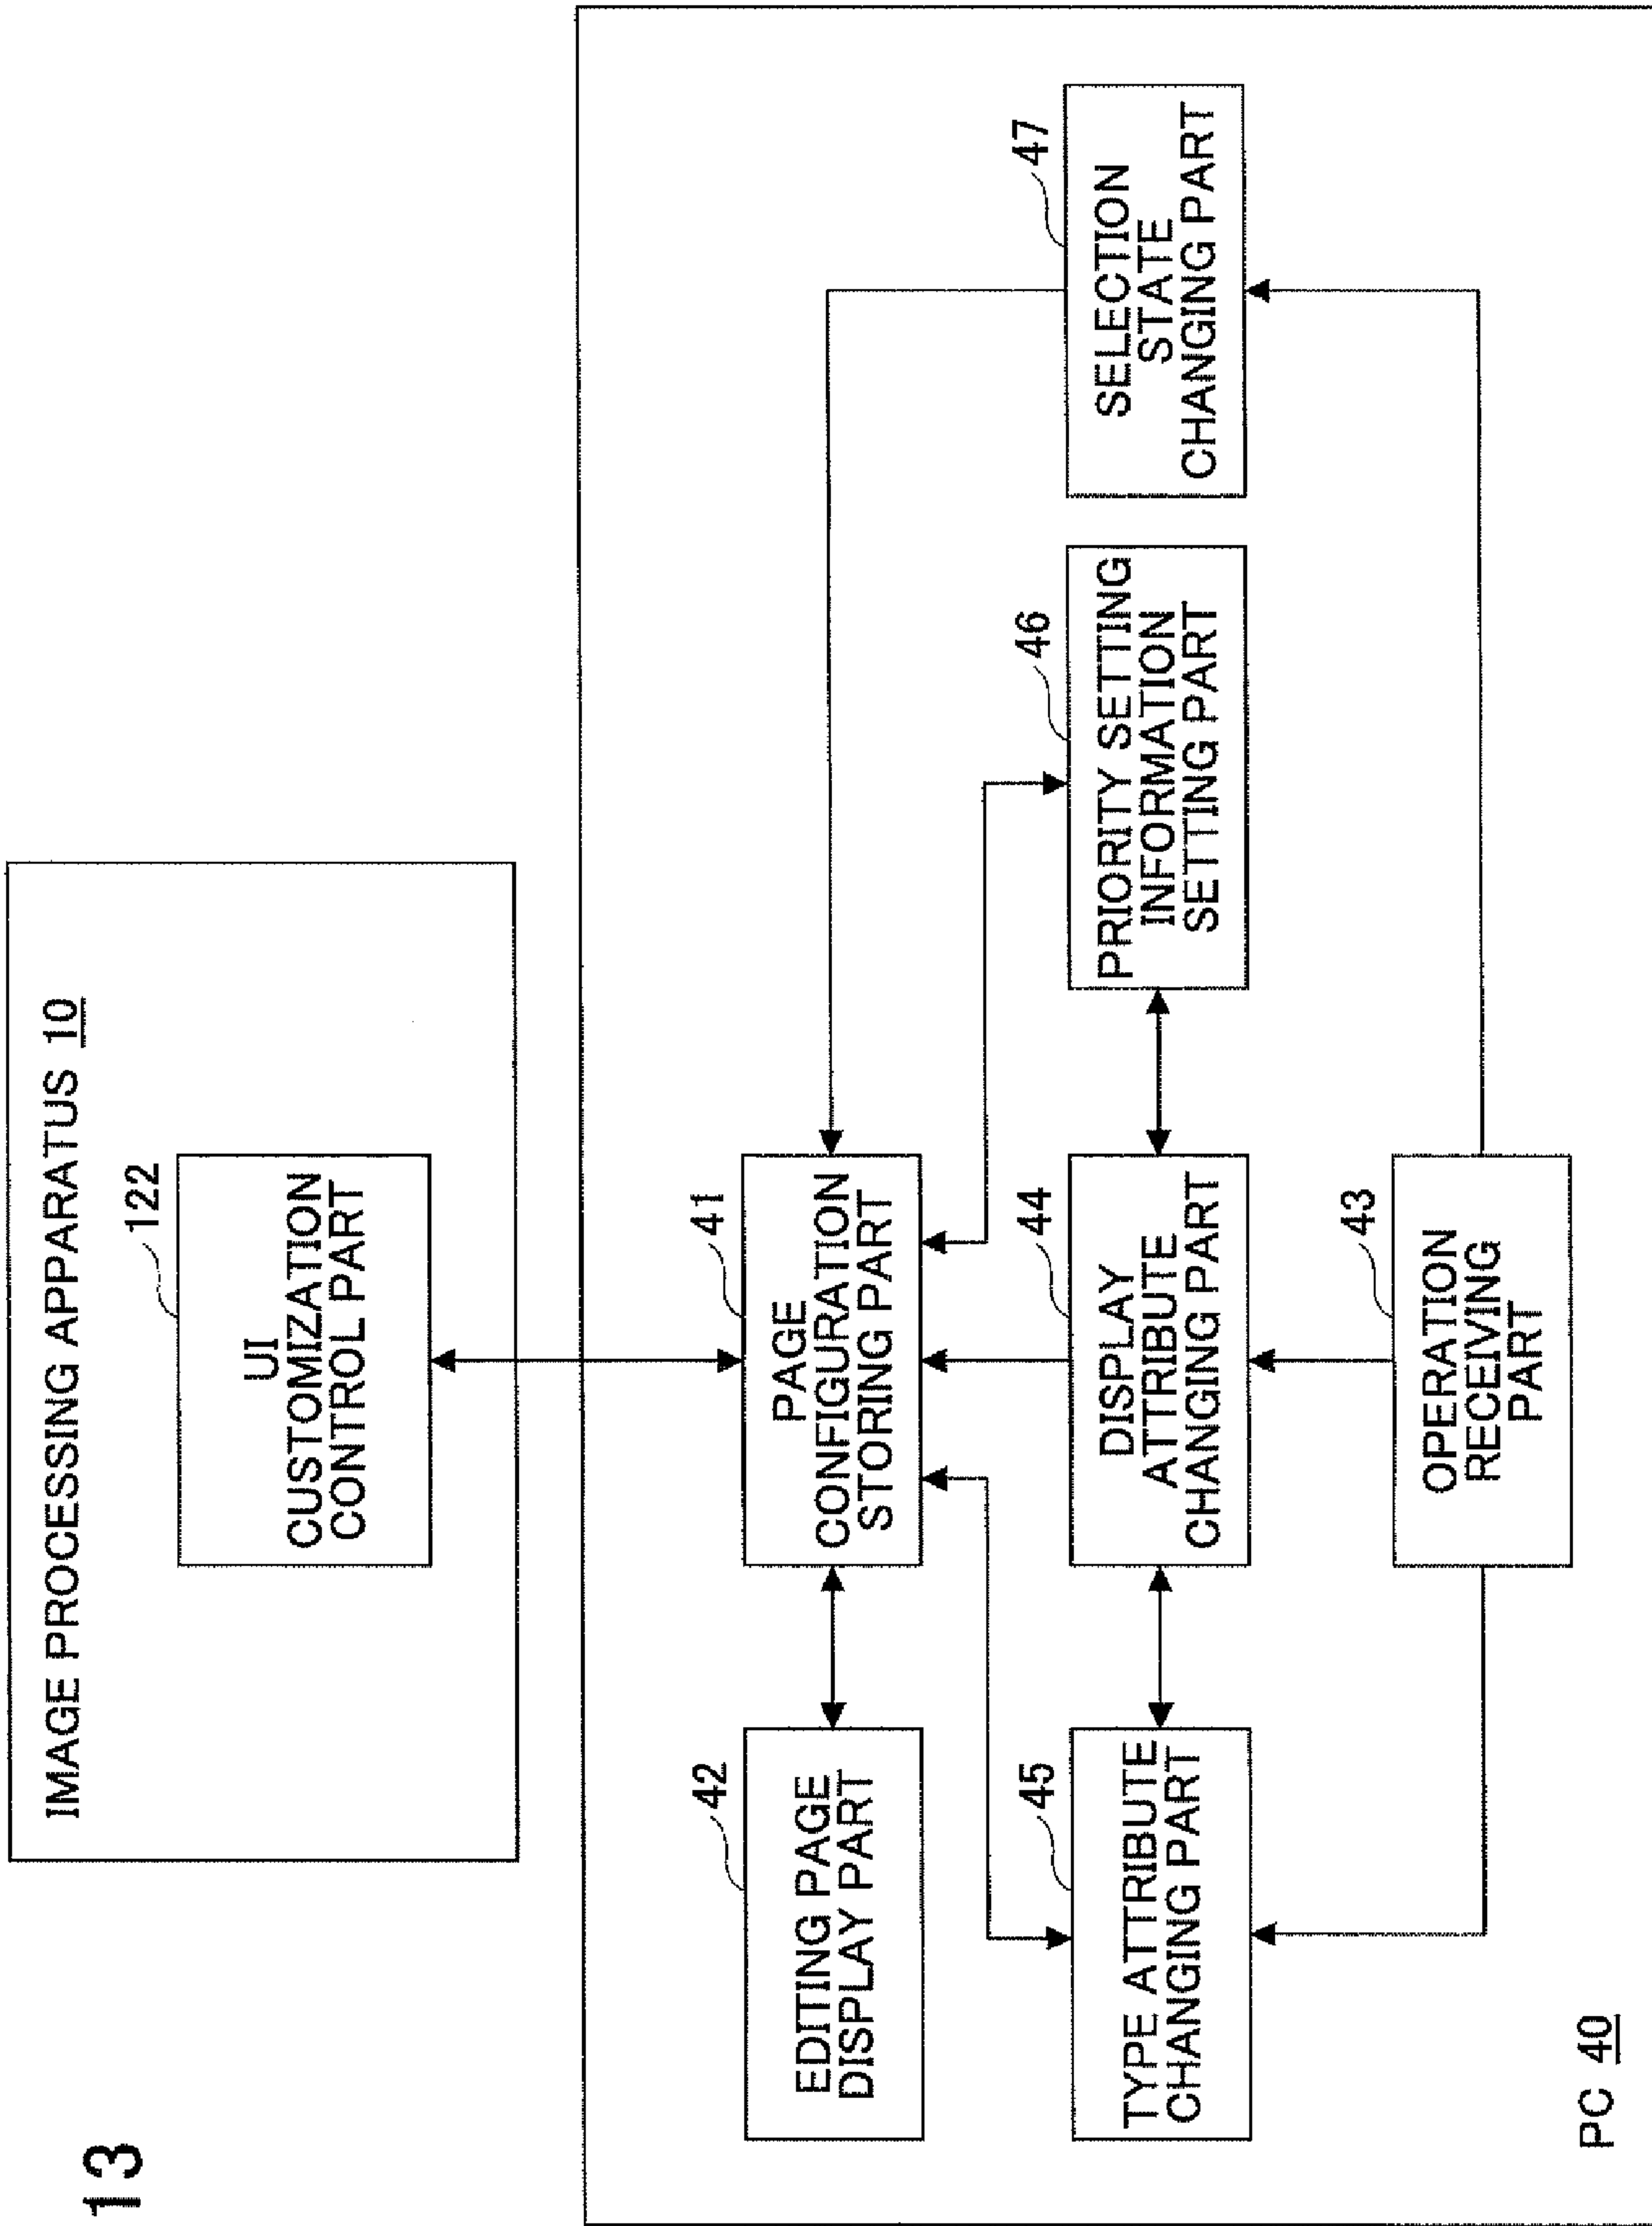 13
IMAGE PROCESSING APPARATUS 10
122
UI
CUSTOMIZATION
CONTROL PART
42
EDITING PAGE
DISPLAY PART
41
PAGE
CONFIGURATION
STORING PART
45
TYPE ATTRIBUTE
CHANGING PART
44
DISPLAY
ATTRIBUTE
CHANGING PART
46
PRIORITY SETTING
INFORMATION
SETTING PART
47
SELECTION
STATE
CHANGING PART
43
OPERATION
RECEIVING
PART
PC 40